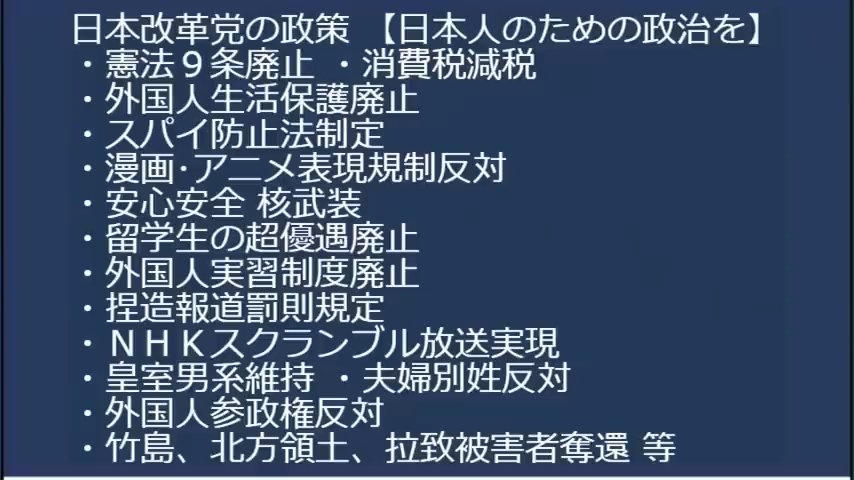 日本改革党の政策 【日本人のための政治を】
・憲法９条廃止 ・消費税減税
・外国人生活保護廃止
・スパイ防止法制定
・漫画・アニメ表現規制反対
・安心安全 核武装
・留学生の超優遇廃止
・外国人実習制度廃止
・捏造報道罰則規定
・ＮＨＫスクランブル放送実現
・皇室男系維持 ・夫婦別姓反対
・外国人参政権反対
・竹島、北方領土、拉致被害者奪還 等